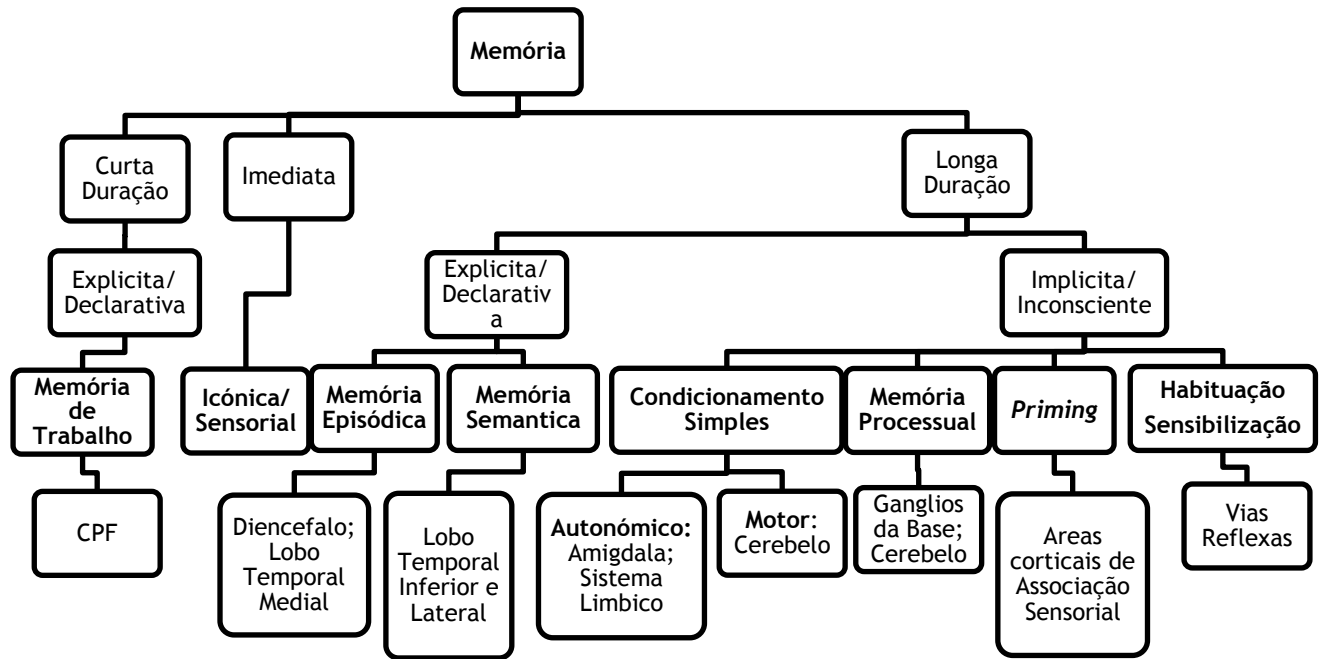 Memória
Curta
Duração
Imediata
Longa
Duração
Explicita/
Declarativa
Explicita/
Declarativ
a
Implicita/
Inconsciente
Memória
de
Trabalho
Icónica/
Sensorial
Memória
Episódica
Memória
Semantica
Condicionamento
Simples
Memória
Processual
Priming
Habituação
Sensibilização
CPF
Diencefalo;
Lobo
Temporal
Medial
Lobo
Temporal
Inferior e
Lateral
Autonómico:
Amigdala;
Sistema
Limbico
Motor:
Cerebelo
Ganglios
da Base;
Cerebelo
Areas
corticais de
Associação
Sensorial
Vias
Reflexas